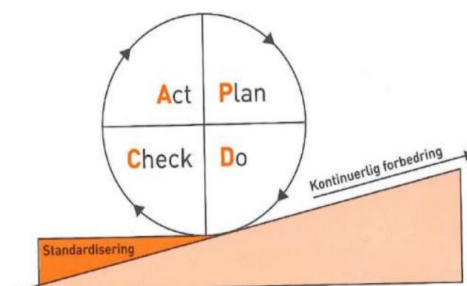 Act Plan
Check Do
Kontinuerlig forbedring
Standardisering